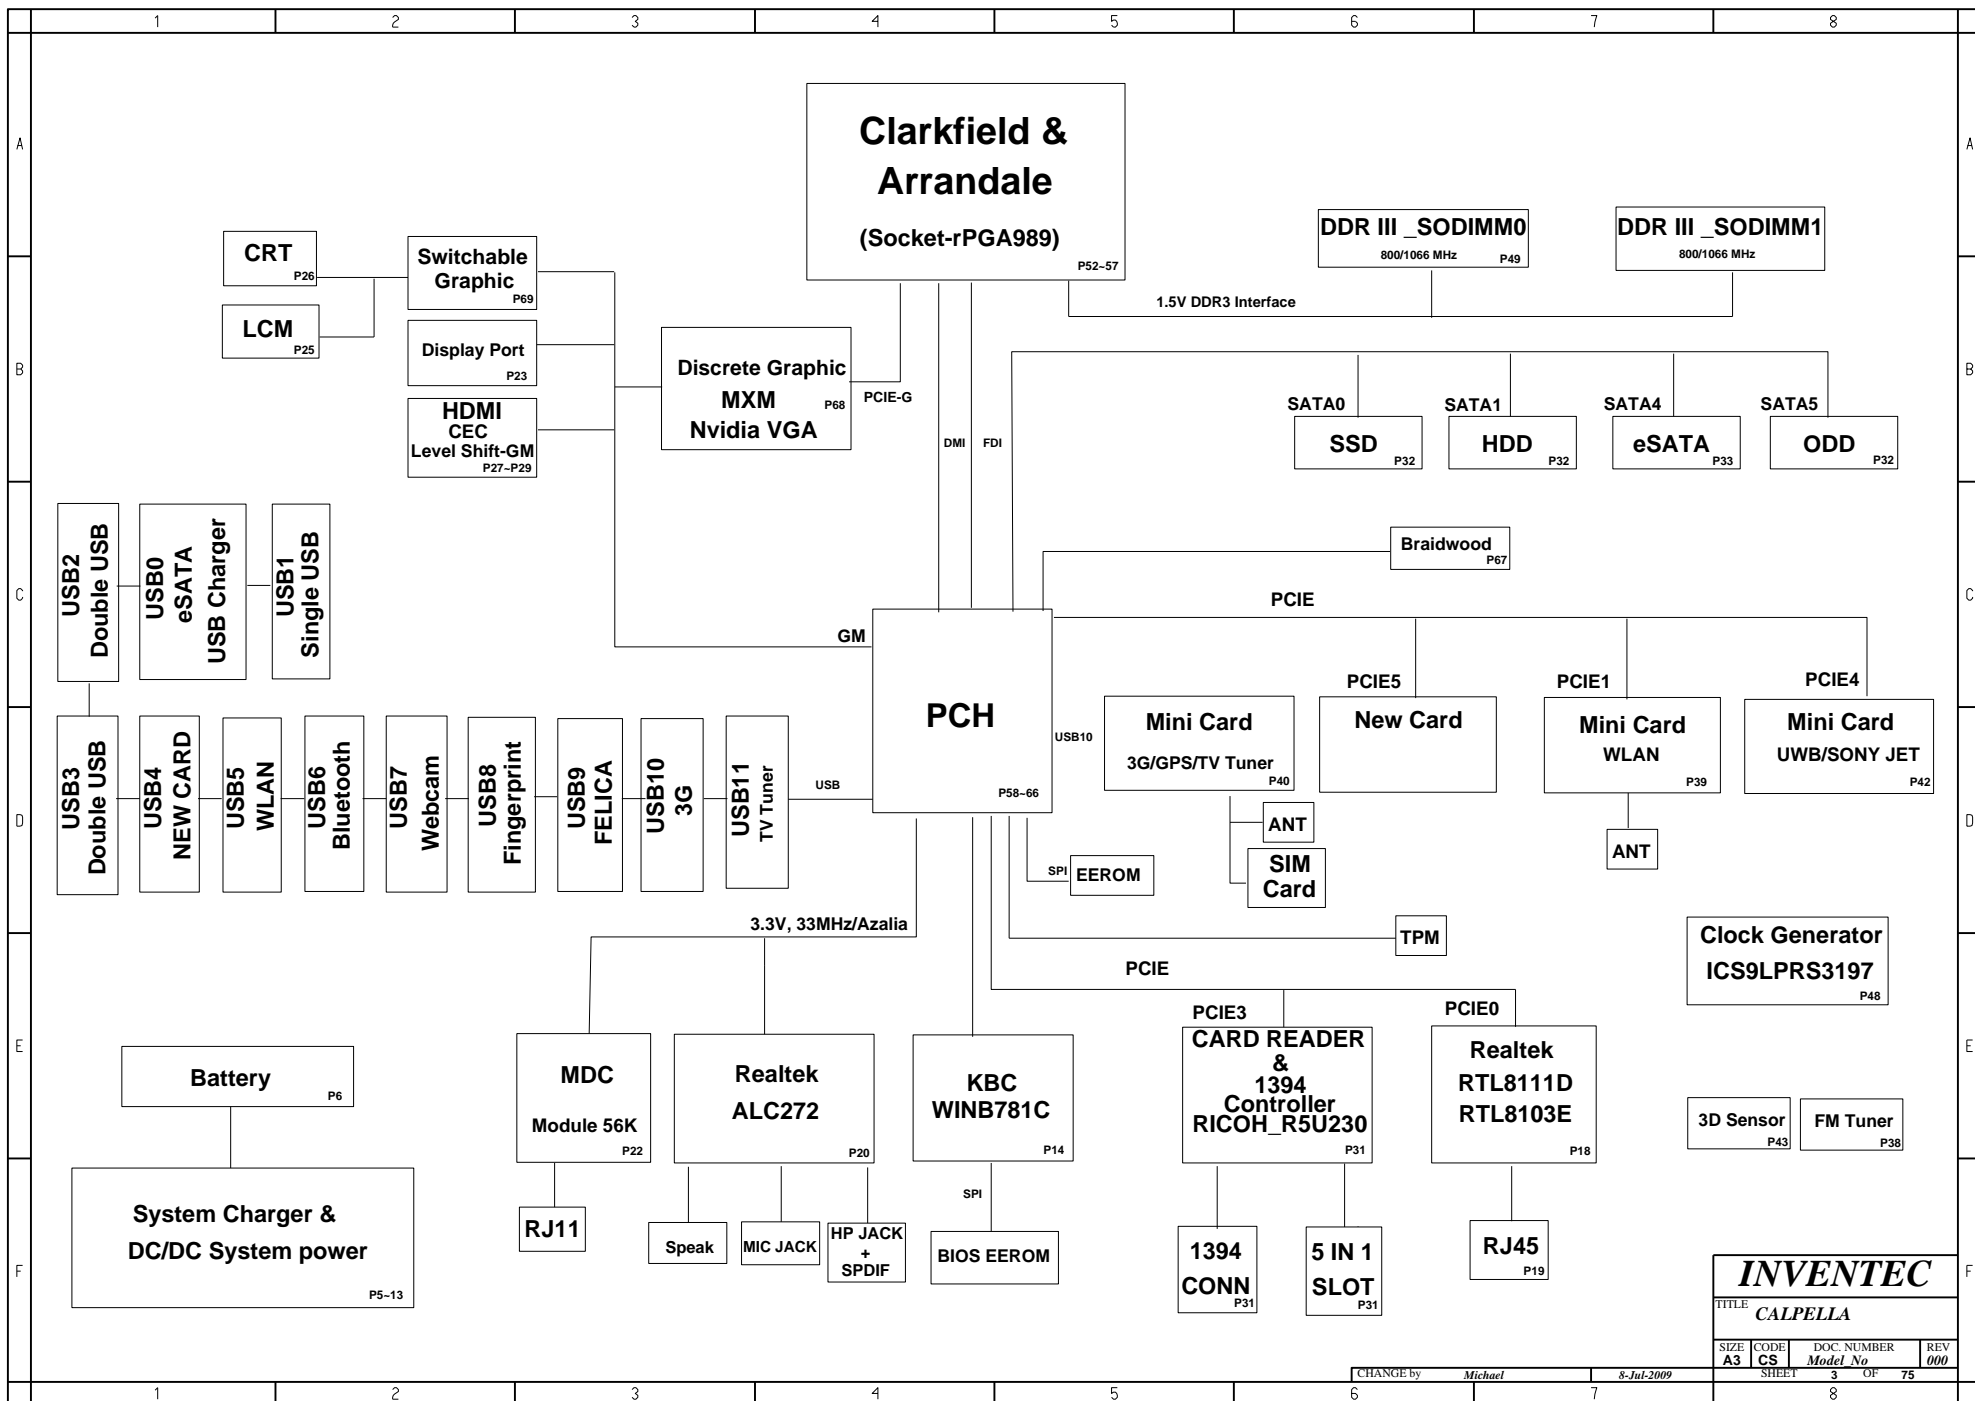 1 2 3 4 5 6 7 8
A
B
C
D
E
F
A
B
C
D
E
F
Clarkfield &
Arrandale
(Socket-rPGA989)
P52~57
DDR III _SODIMM0
800/1066 MHz
P49
DDR III _SODIMM1
800/1066 MHz
1.5V DDR3 Interface
CRT
P26
LCM
P25
Switchable
Graphic
P69
Display Port
P23
HDMI
CEC
Level Shift-GM
P27~P29
Discrete Graphic
MXM
P68
Nvidia VGA
PCIE-G
DMI
FDI
SATA0
SSD
P32
SATA1
HDD
P32
SATA4
eSATA
P33
SATA5
ODD
P32
USB2
Double USB
USB0
eSATA
USB Charger
USB1
Single USB
Braidwood
P67
PCIE
GM
PCH
P58~66
USB10
Mini Card
3G/GPS/TV Tuner
P40
PCIE5
New Card
PCIE1
Mini Card
WLAN
P39
PCIE4
Mini Card
UWB/SONY JET
P42
USB3
Double USB
USB4
NEW CARD
USB5
WLAN
USB6
Bluetooth
USB7
Webcam
USB8
Fingerprint
USB9
FELICA
USB10
3G
USB11
TV Tuner
USB
ANT
SIM
Card
ANT
SPI
EEROM
3.3V, 33MHz/Azalia
TPM
Clock Generator
ICS9LPRS3197
P48
PCIE
PCIE3
CARD READER
&
1394
Controller
RICOH_R5U230
P31
PCIE0
Realtek
RTL8111D
RTL8103E
P18
Battery
P6
MDC
Module 56K
P22
Realtek
ALC272
P20
KBC
WINB781C
P14
3D Sensor
P43
FM Tuner
P38
SPI
System Charger &
DC/DC System power
P5~13
RJ11
Speak
MIC JACK
HP JACK
+
SPDIF
BIOS EEROM
1394
CONN
P31
5 IN 1
SLOT
P31
RJ45
P19
INVENTEC
TITLE
CALPELLA
SIZE CODE DOC. NUMBER REV
A3 CS Model_No 000
CHANGE by Michael 8-Jul-2009 SHEET 3 OF 75
1 2 3 4 5 6 7 8